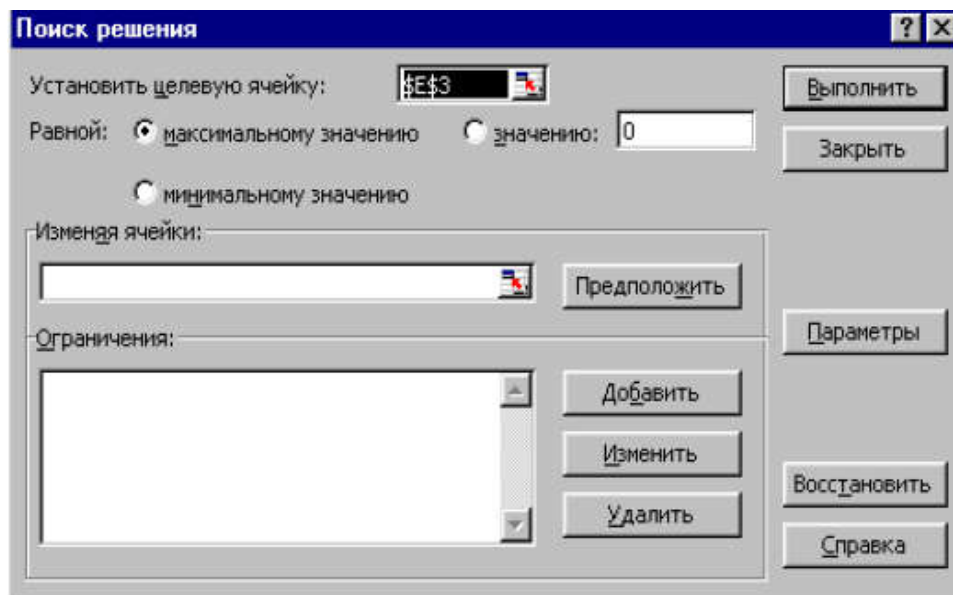 Поиск решения
Установить целевую ячейку: $E$3 Выполнить
Равной: максимальному значению значению: 0 Закрыть
минимальному значению
Изменяя ячейки:
Предположить
Ограничения: Параметры
Добавить
Изменить
Восстановить
Удалить
Справка